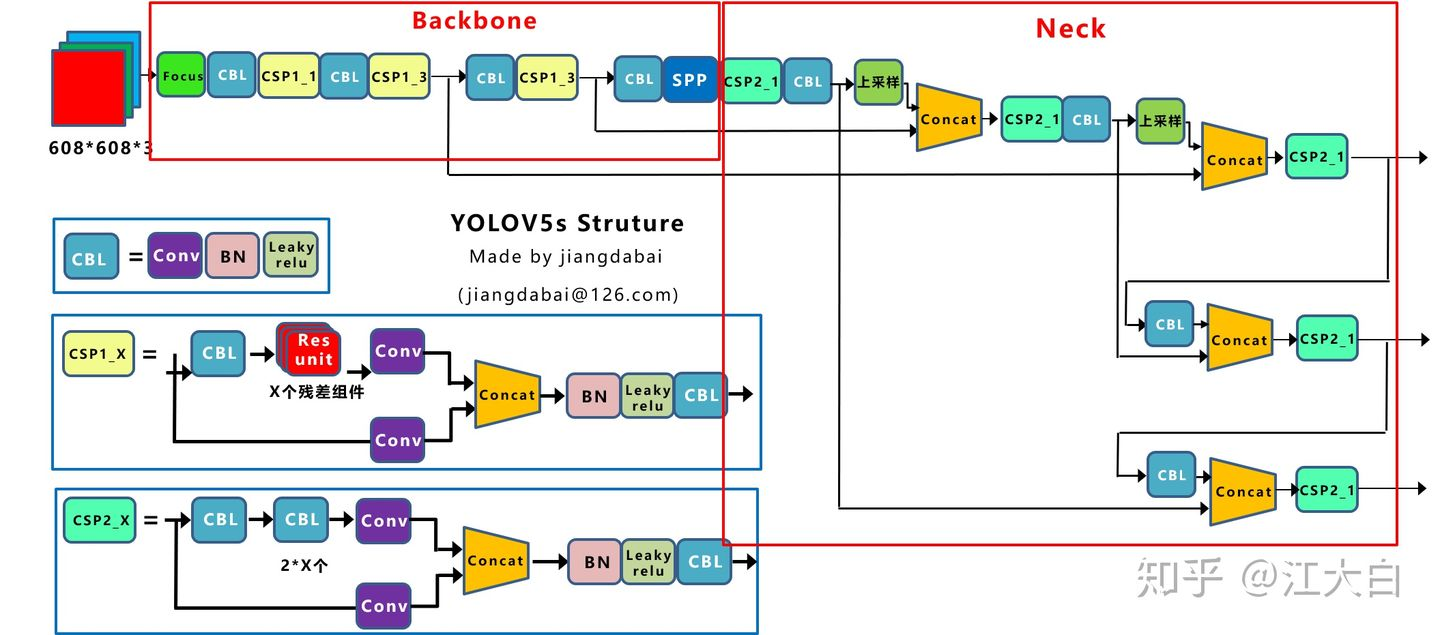 Backbone
Neck
Focus
CBL
CSP1_1
CBL
CSP1_3
CBL
CSP1_3
CBL
SPP
CSP2_1
CBL
上采样
Concat
CSP2_1
CBL
上采样
Concat
CSP2_1
608*608*3
YOLOV5s Struture
Made by jiangdabai
(jiangdabai@126.com)
CBL
=
Conv
BN
Leaky
relu
CBL
Concat
CSP2_1
CSP1_X
=
CBL
Res
unit
X个残差组件
Conv
Conv
Concat
BN
Leaky
relu
CBL
CBL
Concat
CSP2_1
CSP2_X
=
CBL
CBL
2*X个
Conv
Conv
Concat
BN
Leaky
relu
CBL
知乎 @江大白